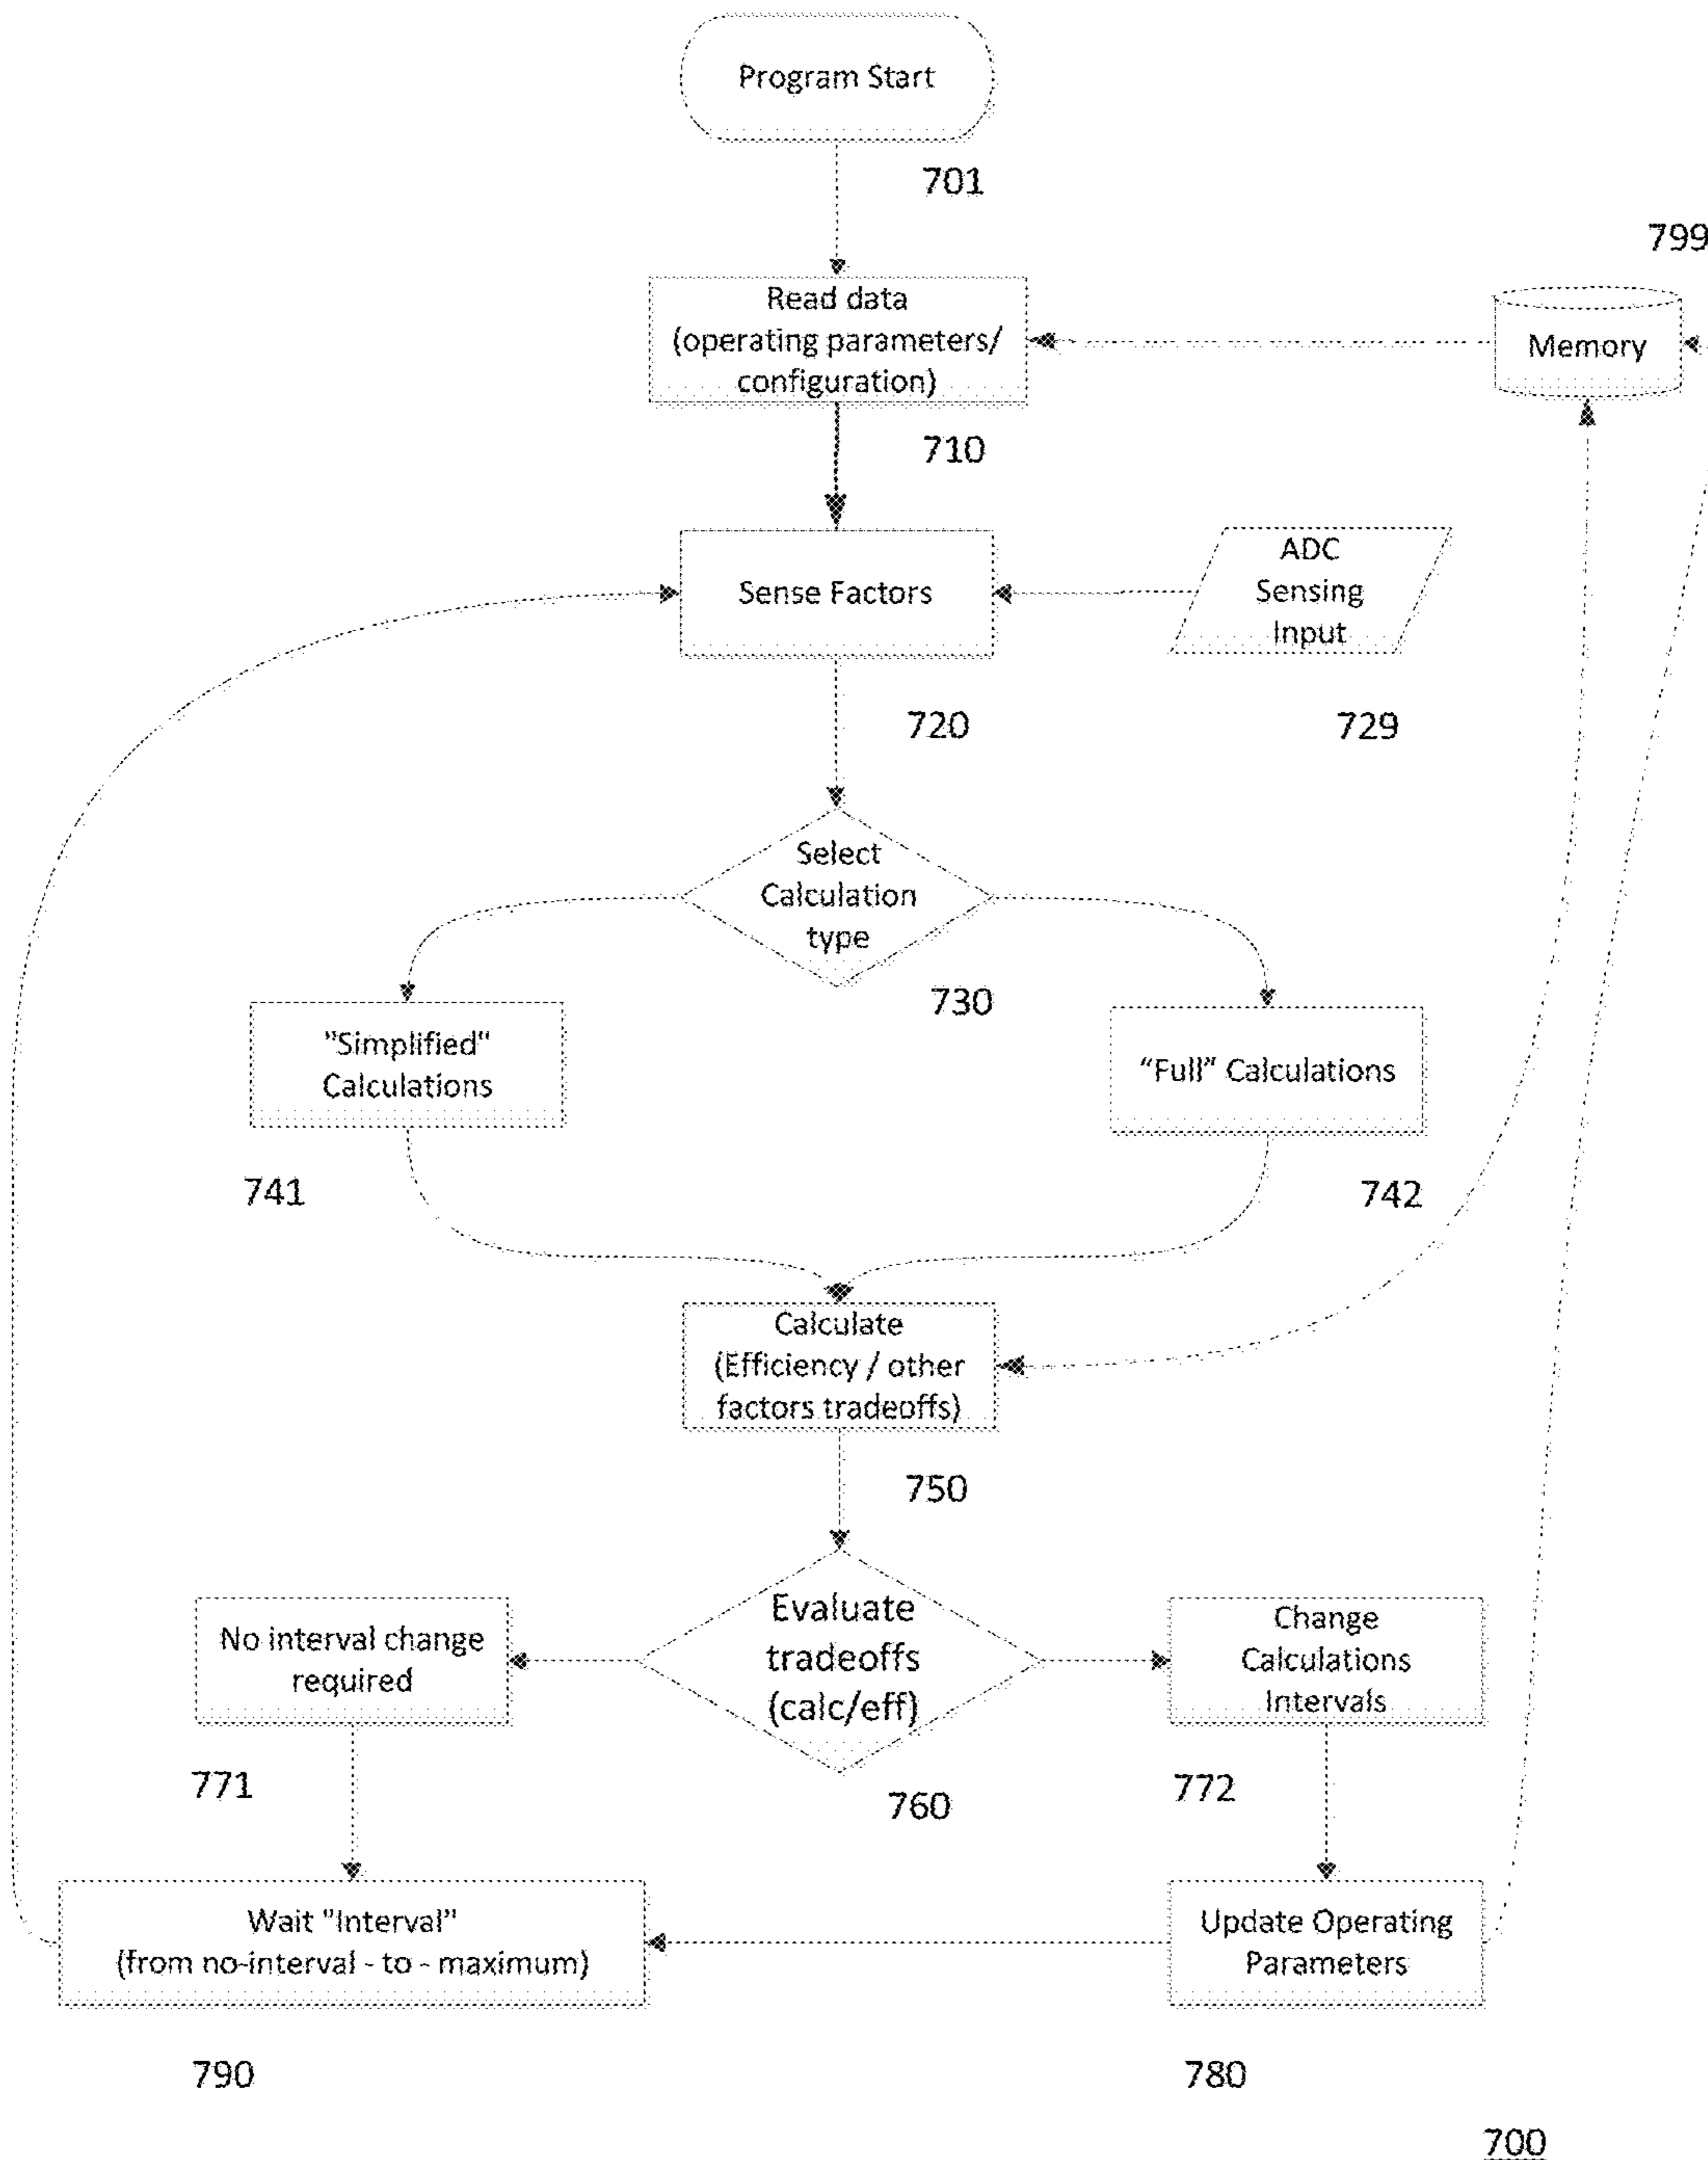 Program Start
701
799
Read data
(operating parameters/
configuration)
Memory
710
Sense Factors
ADC
Sensing
Input
720
729
Select
Calculation
type
730
"Simplified"
Calculations
“Full” Calculations
741
742
Calculate
(Efficiency / other
factors tradeoffs)
750
No interval change
required
Evaluate
tradeoffs
(calc/eff)
Change
Calculations
Intervals
771
760
772
Wait "Interval"
(from no-interval - to - maximum)
Update Operating
Parameters
790
780
700